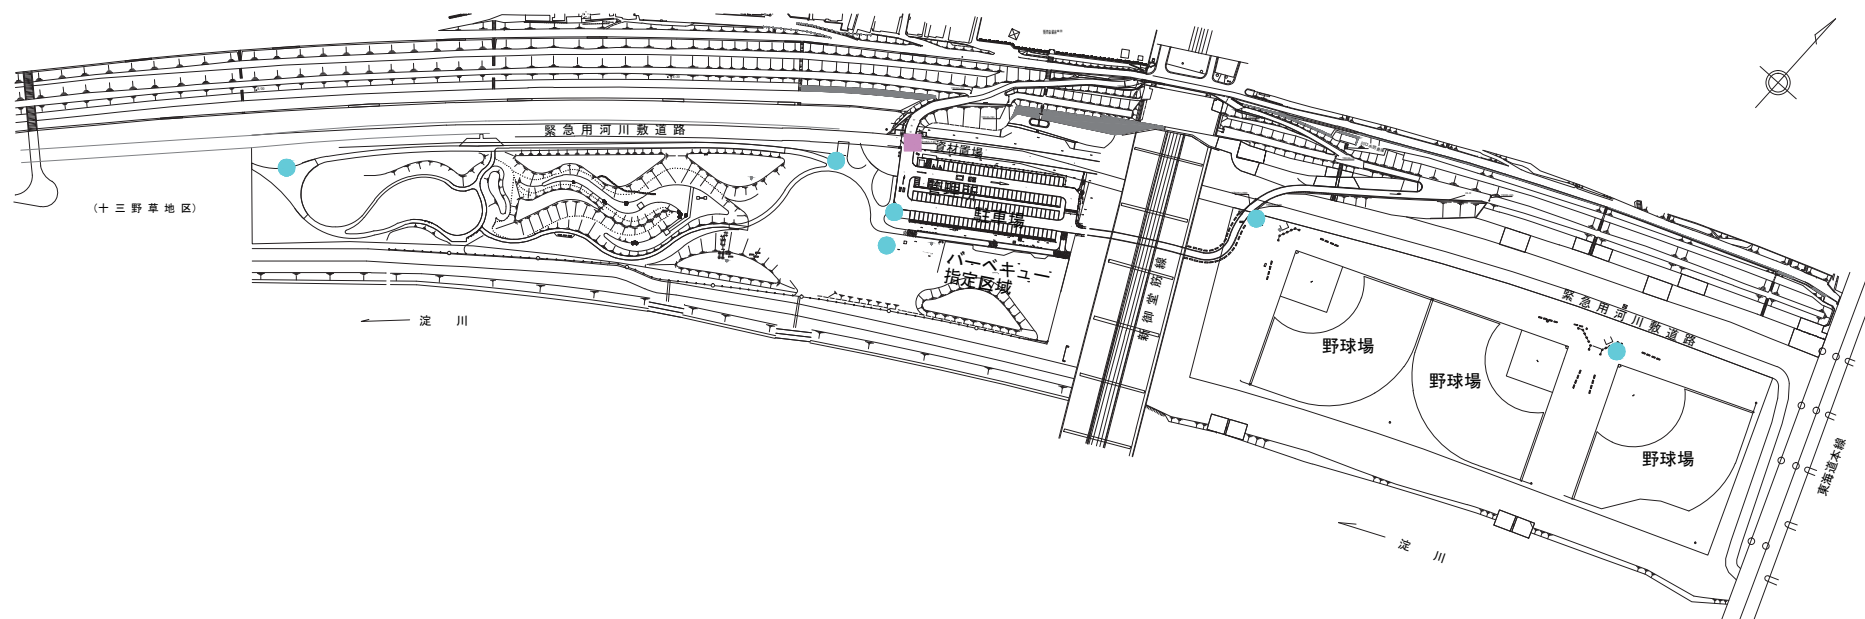 緊急用河川敷道路
資材置場
管理所
駐車場
(十三野草地区)
バーベキュー
指定区域
新御堂筋線
淀川
緊急用河川敷道路
野球場
野球場
野球場
東海道本線
淀川